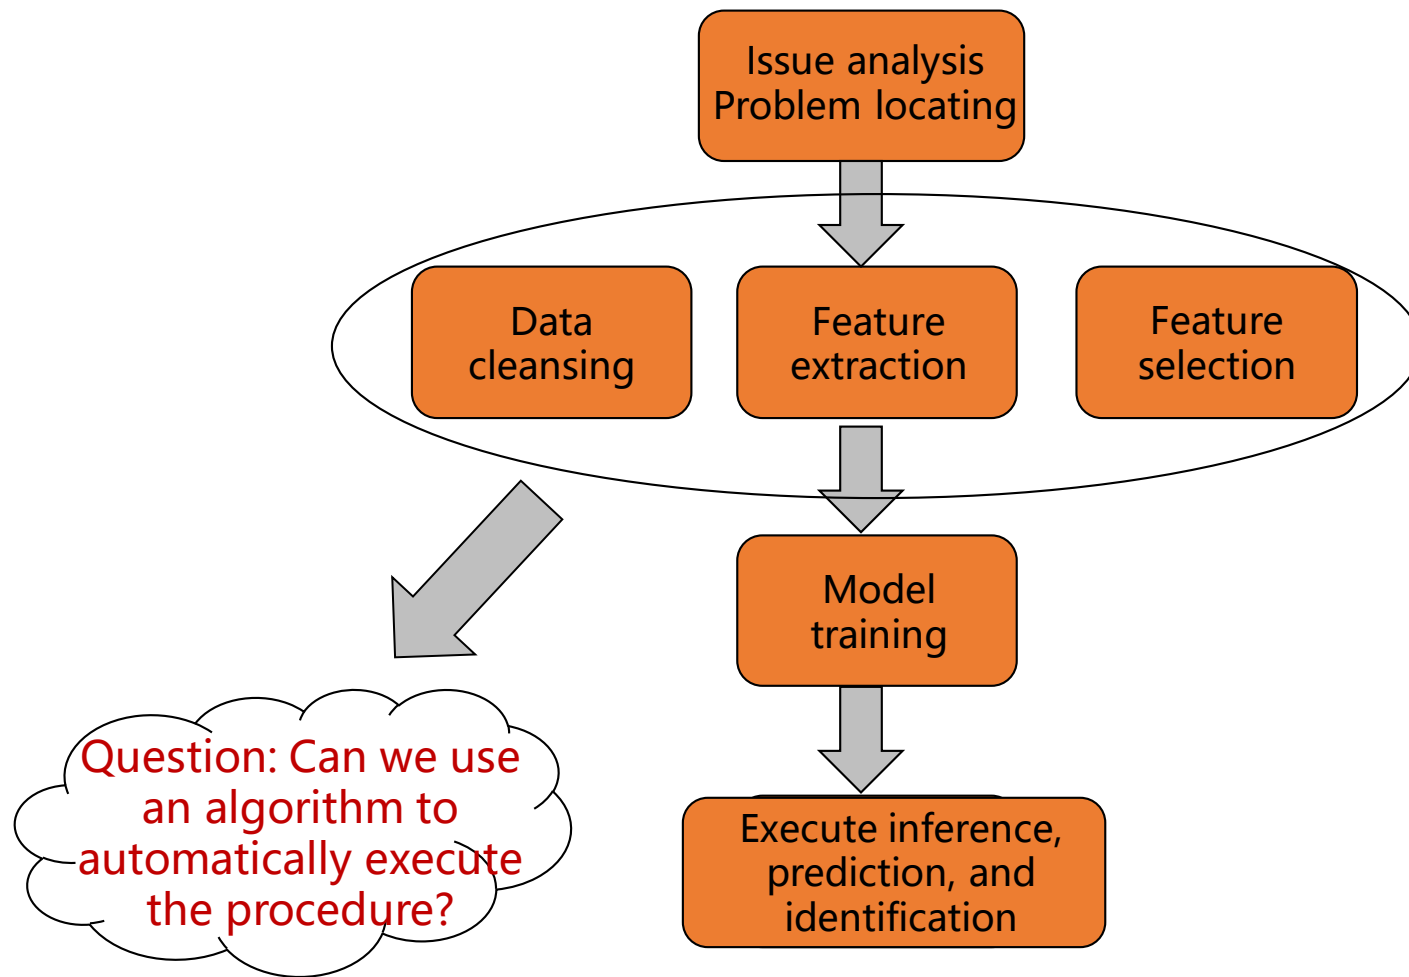 Issue analysis
Problem locating
Data
cleansing
Feature
extraction
Feature
selection
Model
training
Question: Can we use
an algorithm to
automatically execute
the procedure?
Execute inference,
prediction, and
identification